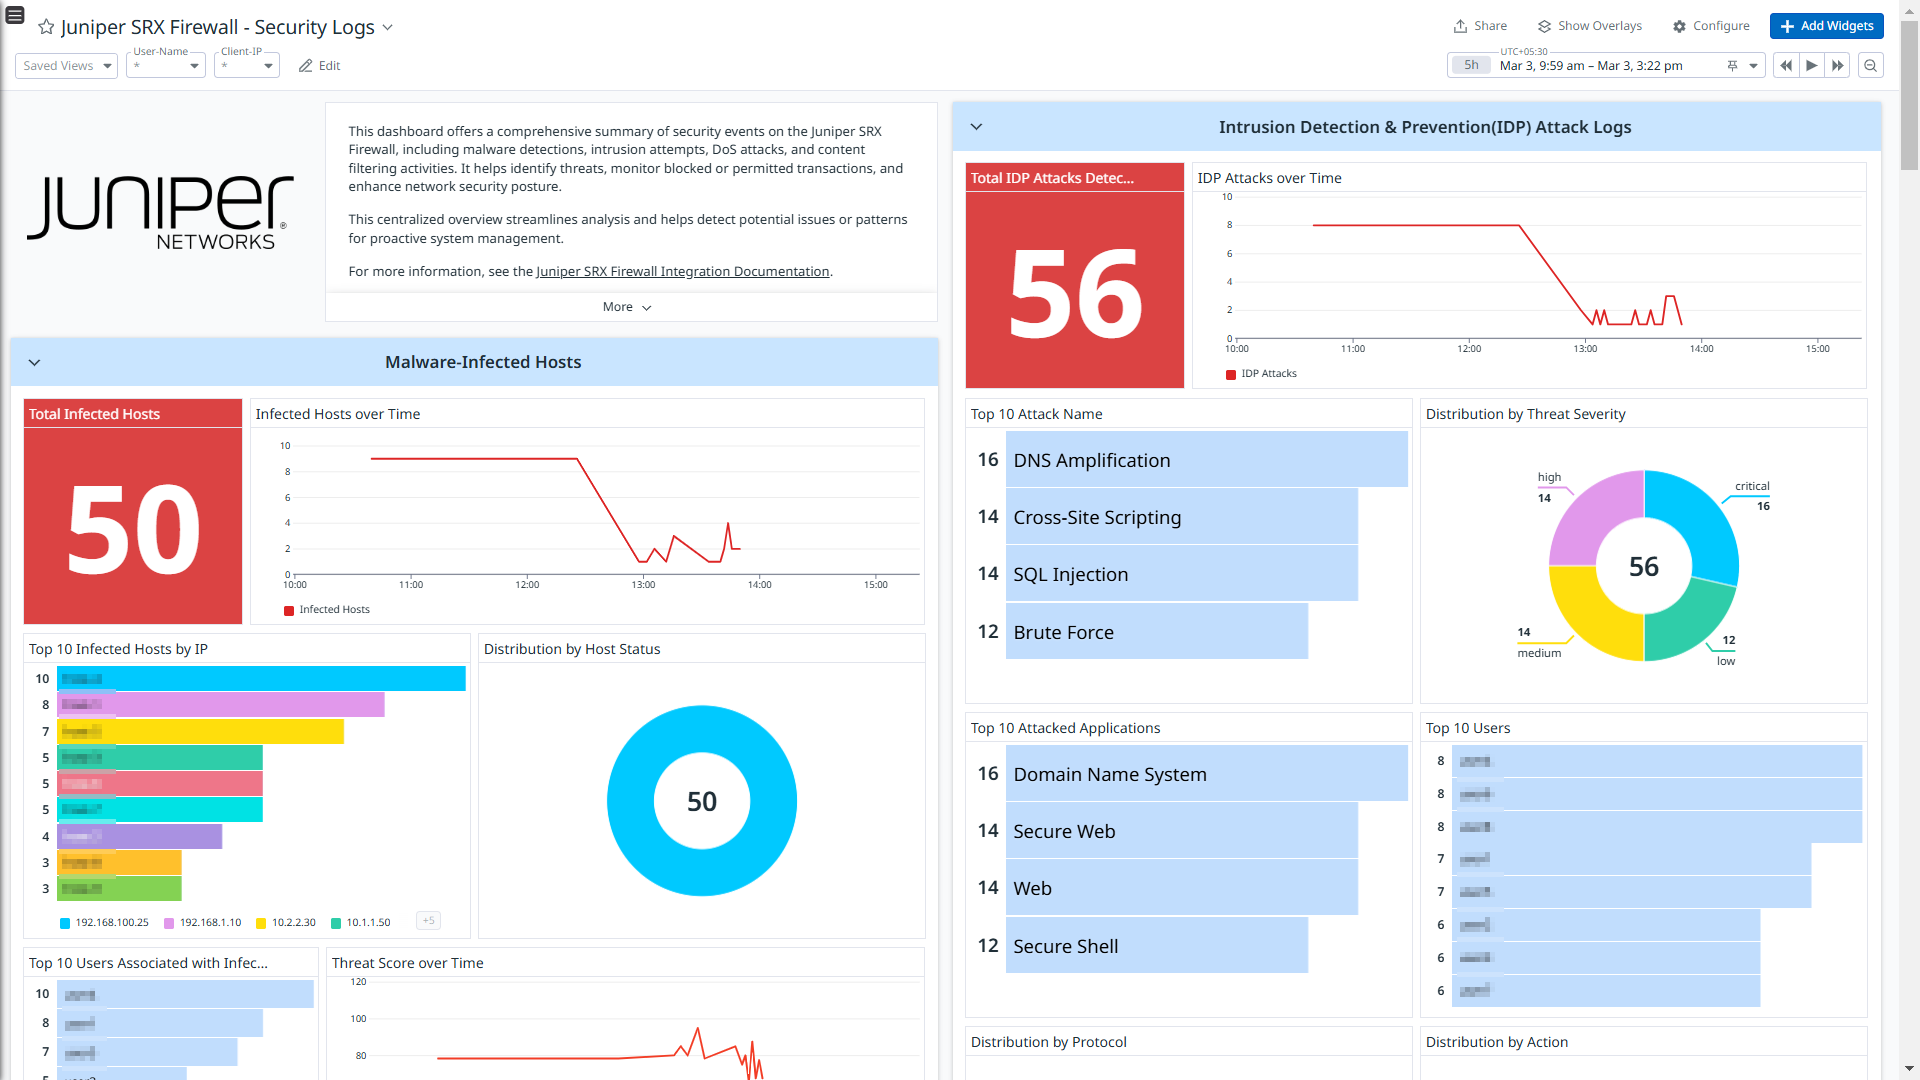 Juniper SRX Firewall - Security Logs
Share
Show Overlays
Configure
Add Widgets
Saved Views
User-Name
*
Client-IP
*
Edit
UTC+05:30
5h
Mar 3, 9:59 am – Mar 3, 3:22 pm
JUNIPER
NETWORKS
®
This dashboard offers a comprehensive summary of security events on the Juniper SRX
Firewall, including malware detections, intrusion attempts, DoS attacks, and content
filtering activities. It helps identify threats, monitor blocked or permitted transactions, and
enhance network security posture.
This centralized overview streamlines analysis and helps detect potential issues or patterns
for proactive system management.
For more information, see the Juniper SRX Firewall Integration Documentation.
More
Malware-Infected Hosts
Total Infected Hosts
50
Infected Hosts over Time
10
8
6
4
2
0
10:00
11:00
12:00
13:00
14:00
15:00
Infected Hosts
Top 10 Infected Hosts by IP
10
8
7
5
5
5
4
3
3
192.168.100.25
192.168.1.10
10.2.2.30
10.1.1.50
+5
Distribution by Host Status
50
Top 10 Users Associated with Infec...
10
8
7
Threat Score over Time
120
100
80
Intrusion Detection & Prevention(IDP) Attack Logs
Total IDP Attacks Detec...
56
IDP Attacks over Time
10
8
6
4
2
0
10:00
11:00
12:00
13:00
14:00
15:00
IDP Attacks
Top 10 Attack Name
16 DNS Amplification
14 Cross-Site Scripting
14 SQL Injection
12 Brute Force
Distribution by Threat Severity
high
14
critical
16
56
14
medium
12
low
Top 10 Attacked Applications
16 Domain Name System
14 Secure Web
14 Web
12 Secure Shell
Top 10 Users
8
8
8
7
7
6
6
6
Distribution by Protocol
Distribution by Action